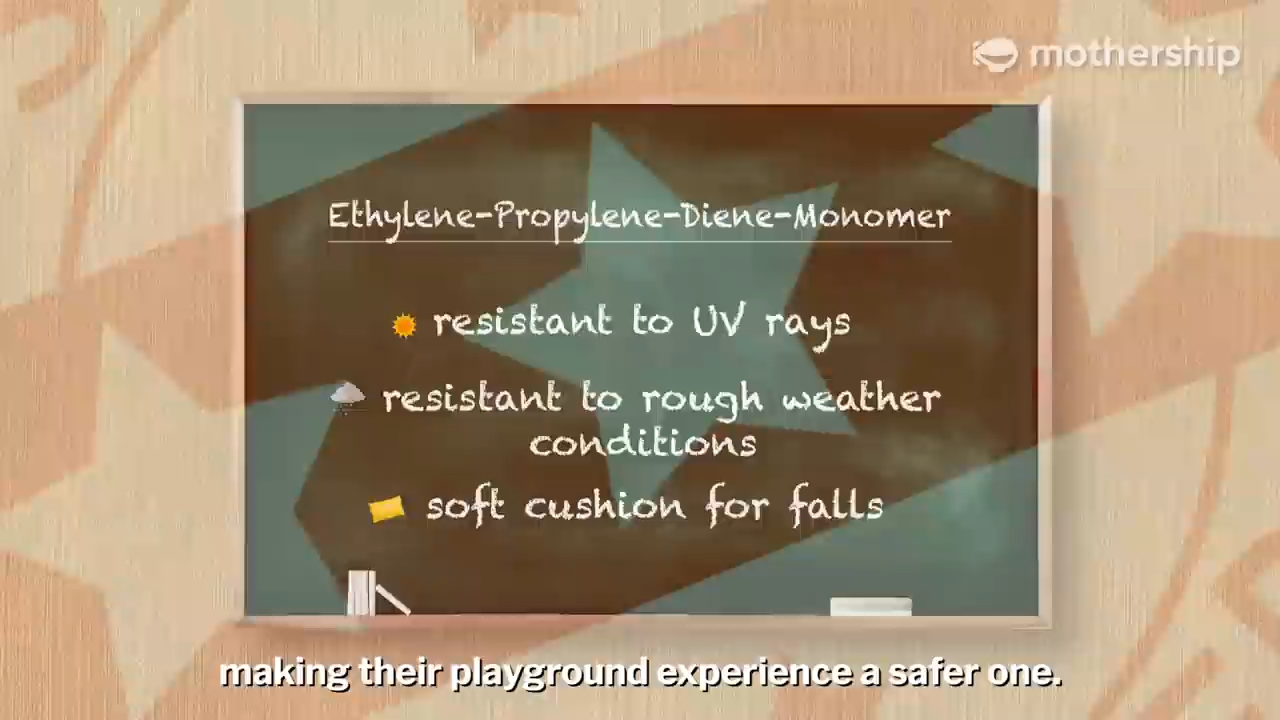 mothership
Ethylene-Propylene-Diene-Monomer
resistant to UV rays
resistant to rough weather
conditions
soft cushion for falls
making their playground experience a safer one.